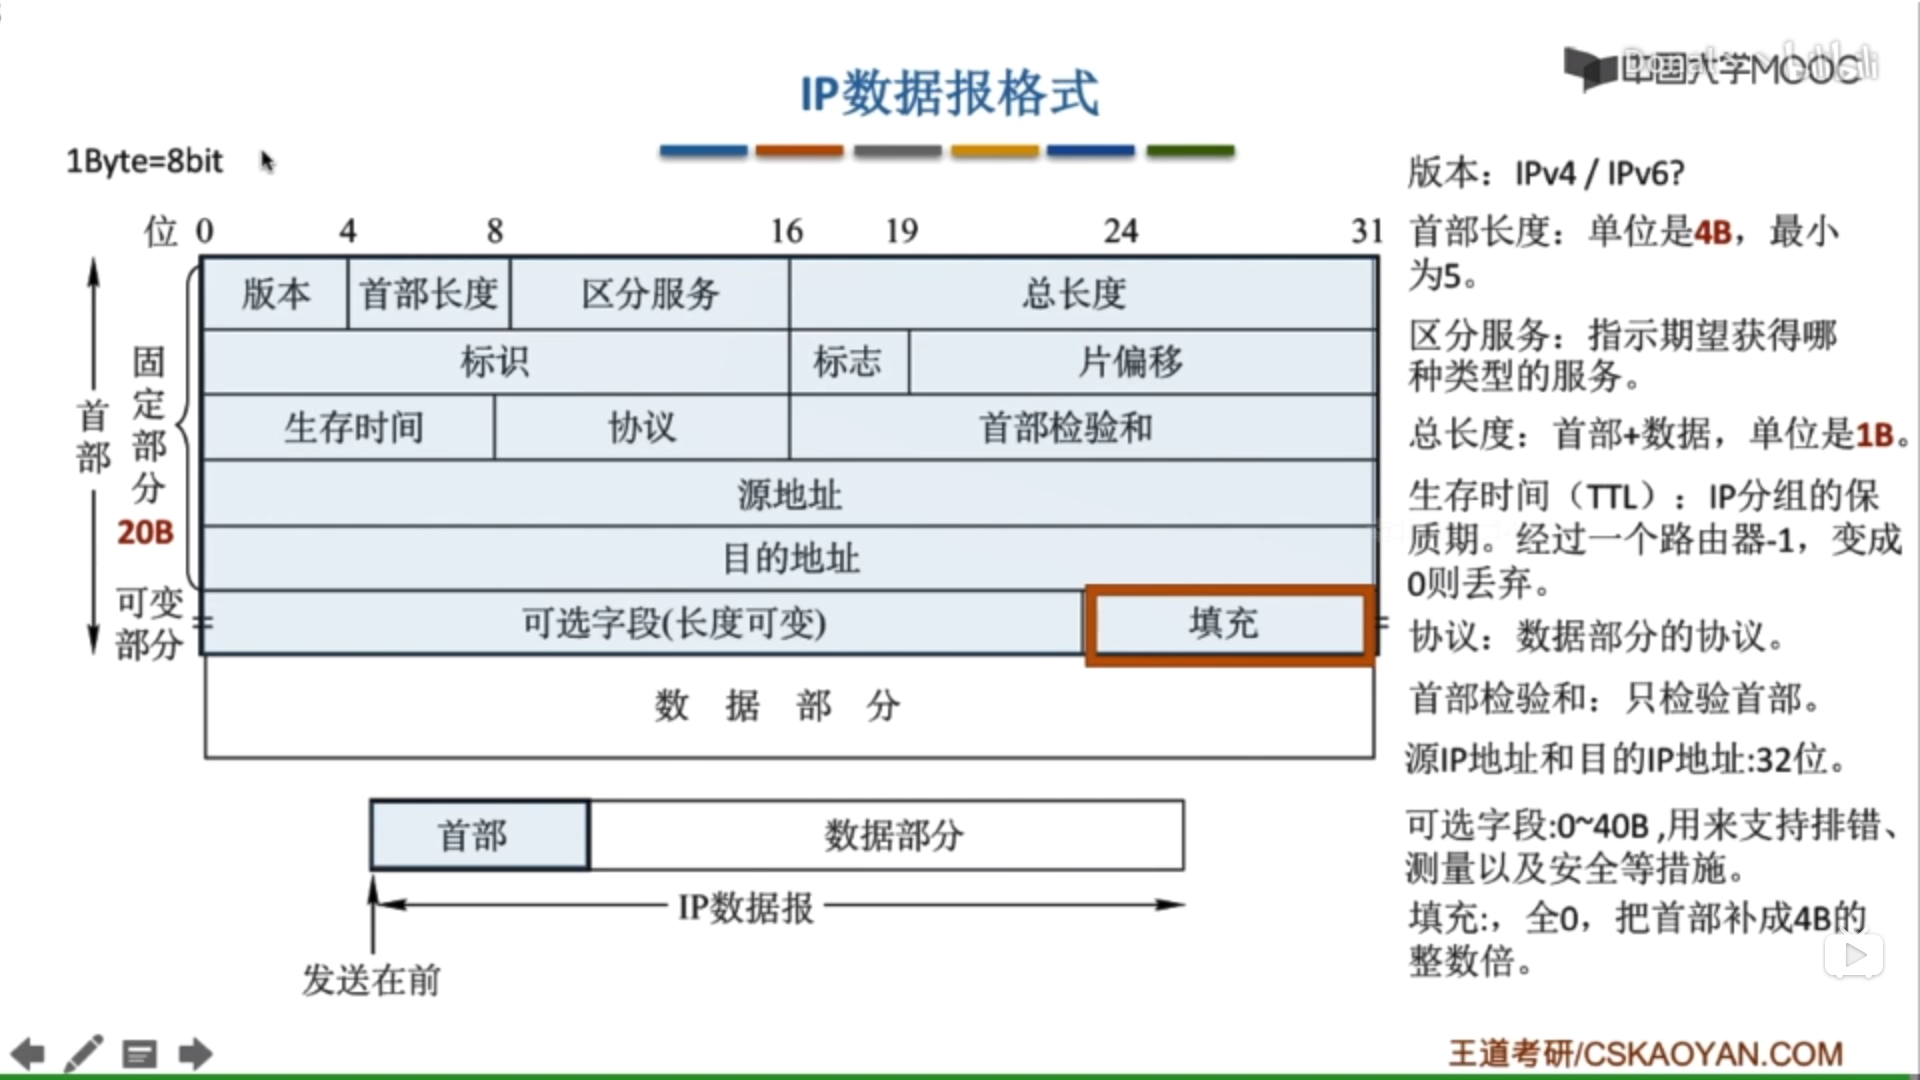 中国大学MOOC
bilibili
IP数据报格式
1Byte=8bit
位 0 4 8 16 19 24 31
版本 首部长度 区分服务 总长度
标识 标志 片偏移
生存时间 协议 首部检验和
源地址
目的地址
可选字段(长度可变) 填充
数 据 部 分
首部
固定部分
20B
可变
部分
首部 数据部分
IP数据报
发送在前
版本：IPv4 / IPv6?
首部长度：单位是4B，最小
为5。
区分服务：指示期望获得哪
种类型的服务。
总长度：首部+数据，单位是1B。
生存时间（TTL）：IP分组的保
质期。经过一个路由器-1，变成
0则丢弃。
协议：数据部分的协议。
首部检验和：只检验首部。
源IP地址和目的IP地址:32位。
可选字段:0~40B ,用来支持排错、
测量以及安全等措施。
填充:，全0，把首部补成4B的
整数倍。
王道考研/CSKAOYAN.COM